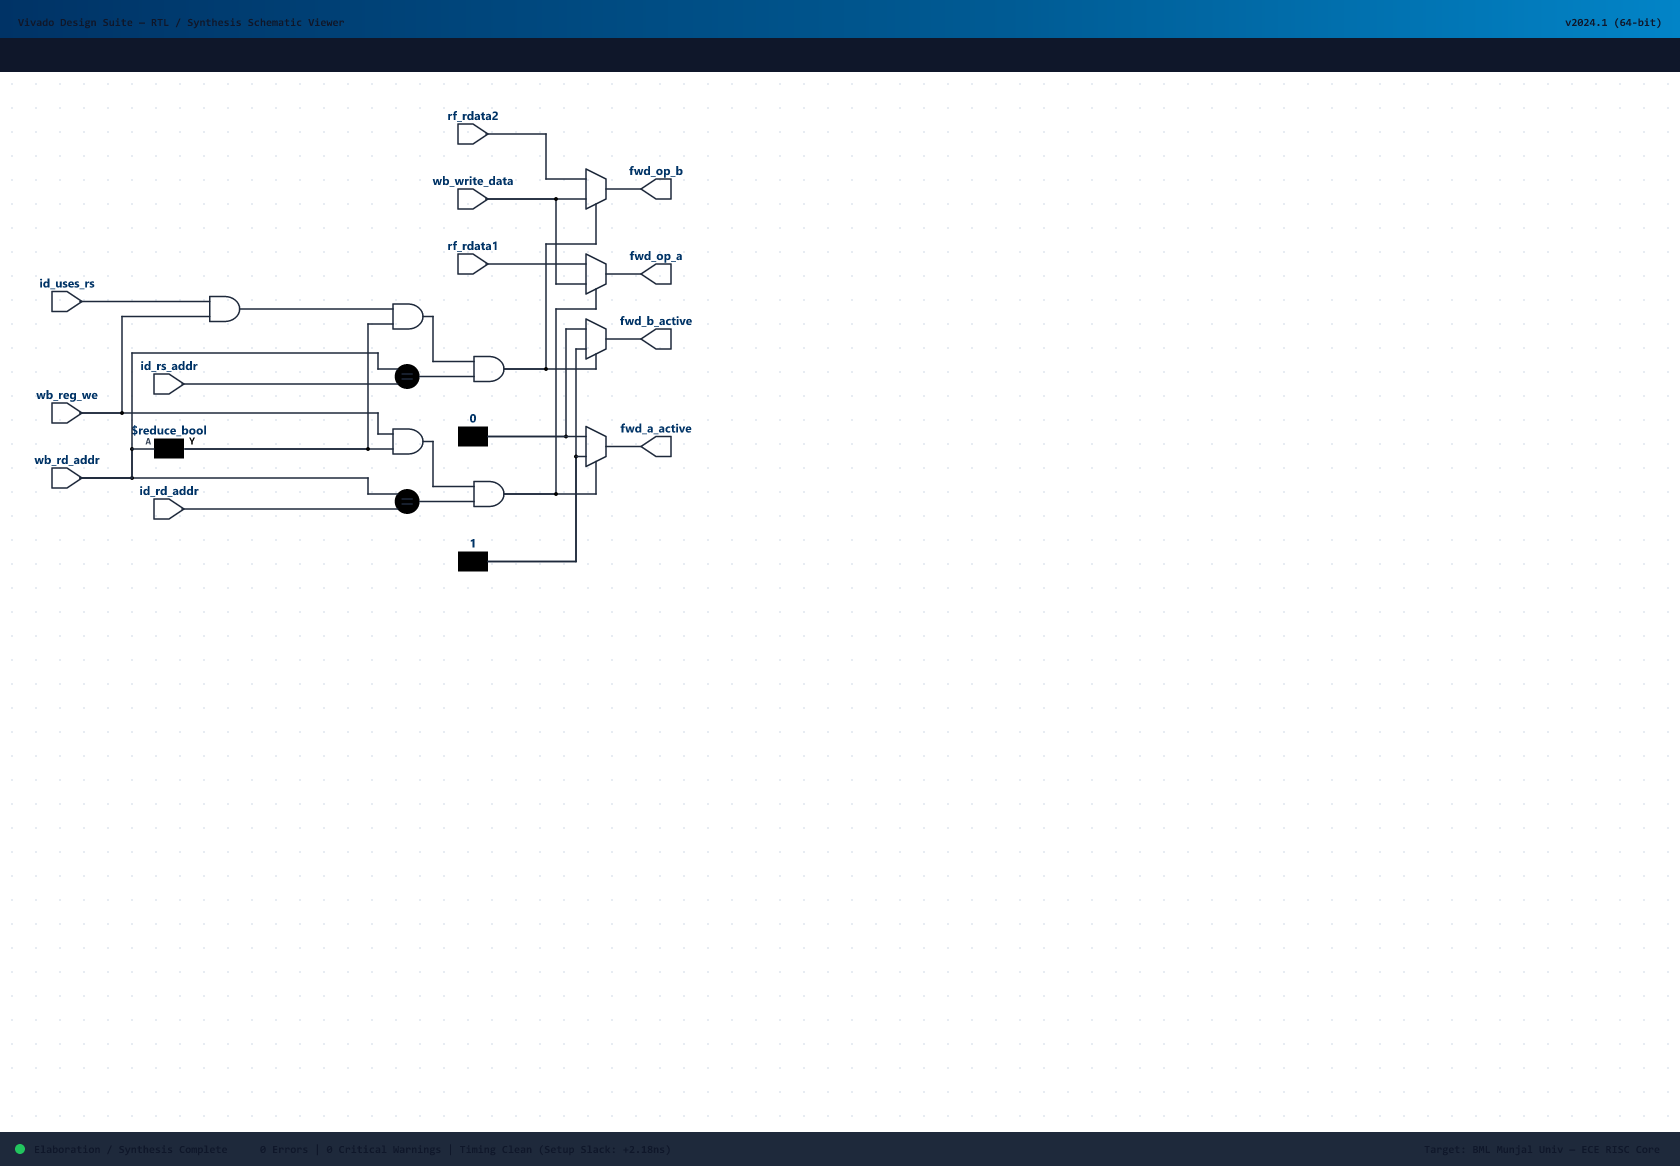 Vivado Design Suite — RTL / Synthesis Schematic Viewer
v2024.1 (64-bit)
rf_rdata2
fwd_op_b
wb_write_data
rf_rdata1
fwd_op_a
id_uses_rs
fwd_b_active
id_rs_addr
wb_reg_we
0
$reduce_bool
fwd_a_active
A
Y
wb_rd_addr
id_rd_addr
1
Elaboration / Synthesis Complete
0 Errors | 0 Critical Warnings | Timing Clean (Setup Slack: +2.18ns)
Target: BML Munjal Univ — ECE RISC Core